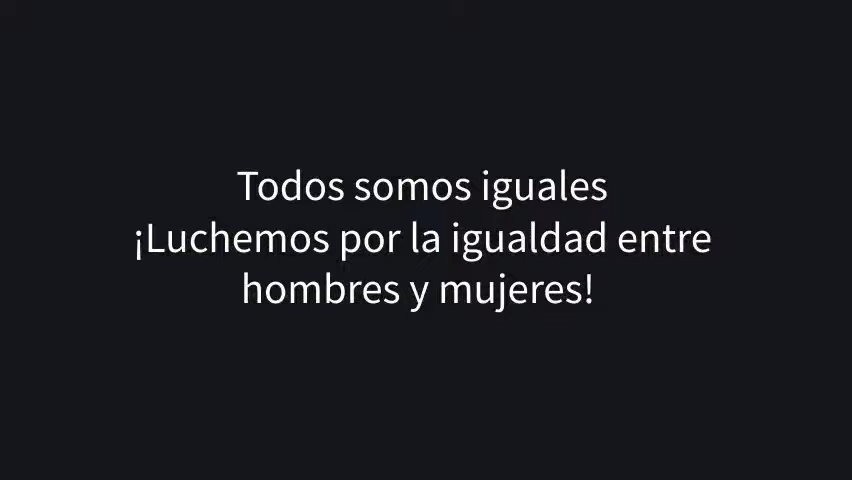 Todos somos iguales
¡Luchemos por la igualdad entre
hombres y mujeres!